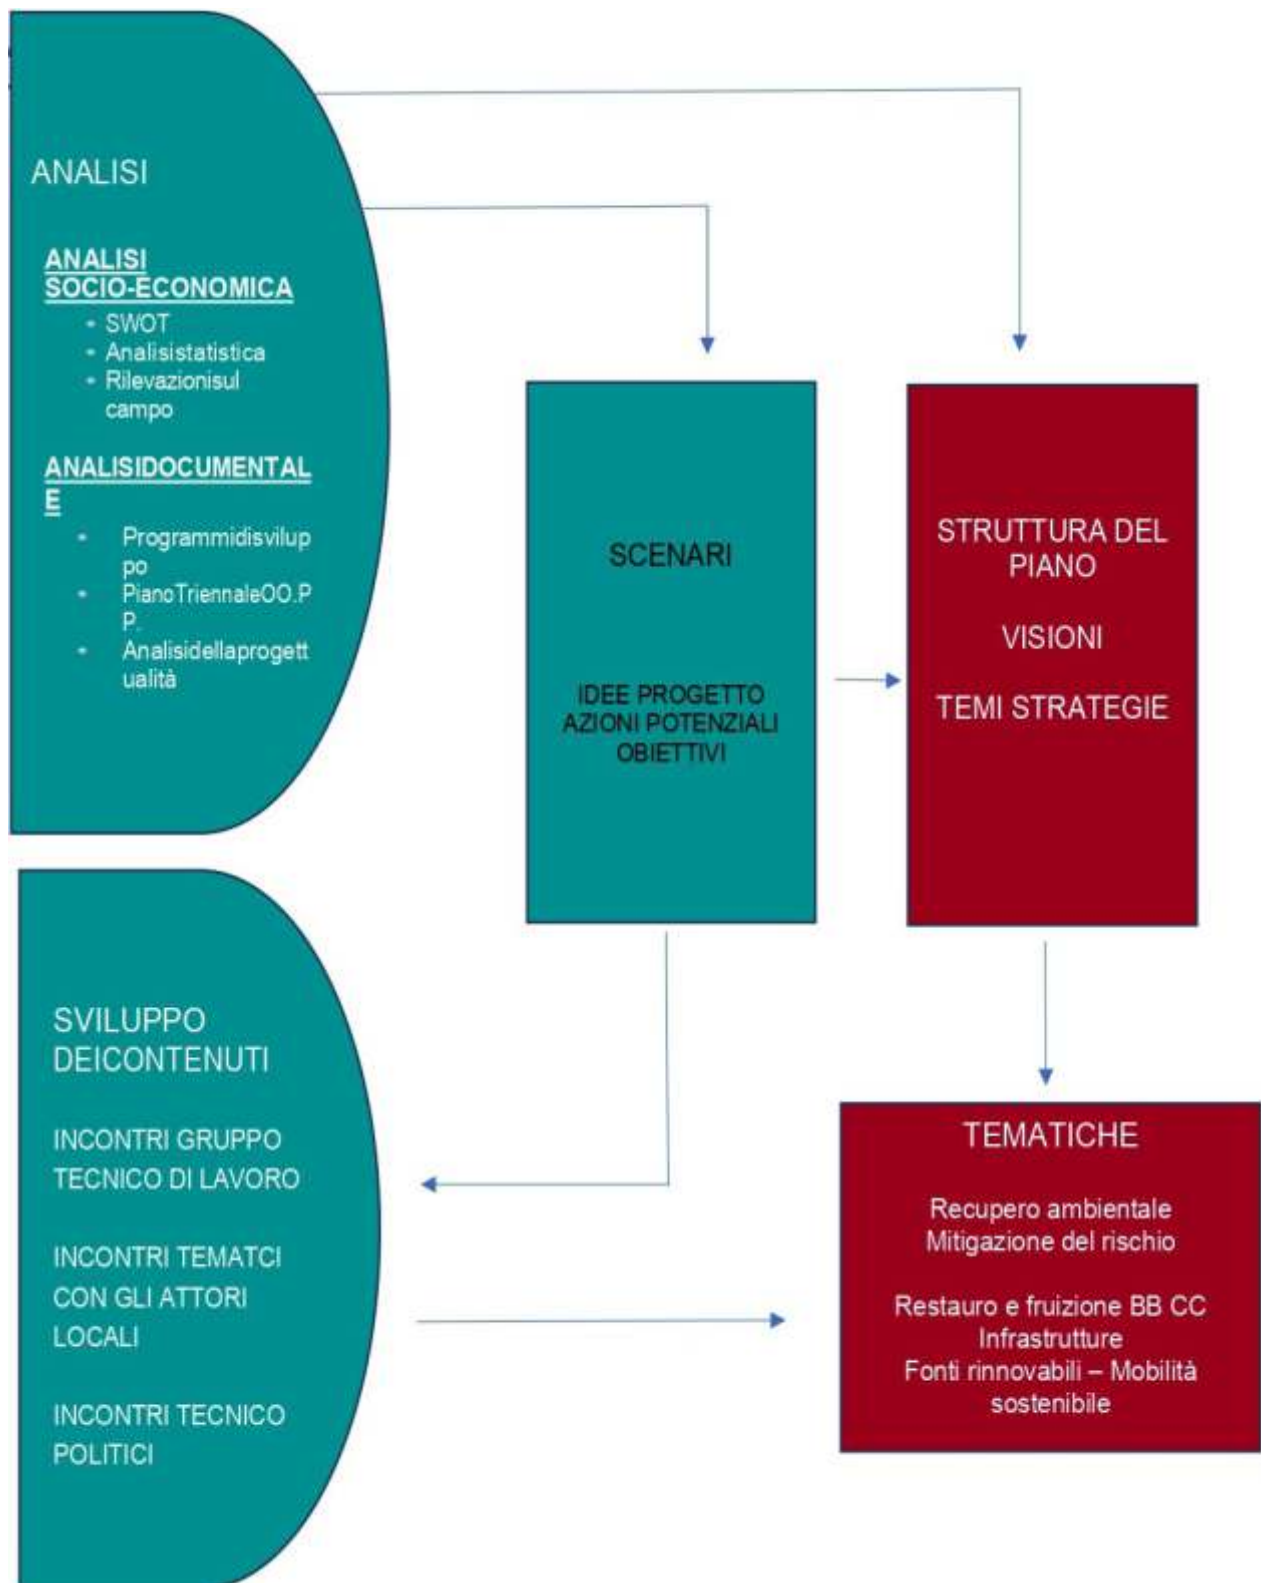 ANALISI
ANALISI
SOCIO-ECONOMICA
• SWOT
• Analisistatistica
• Rilevazionisul
campo
ANALISIDOCUMENTAL
E
• Programmidisvilup
po
• PianoTriennaleOO.P
P.
• Analisidellaprogett
ualità
SCENARI
IDEE PROGETTO
AZIONI POTENZIALI
OBIETTIVI
STRUTTURA DEL
PIANO
VISIONI
TEMI STRATEGIE
SVILUPPO
DEICONTENUTI
INCONTRI GRUPPO
TECNICO DI LAVORO
INCONTRI TEMATCI
CON GLI ATTORI
LOCALI
INCONTRI TECNICO
POLITICI
TEMATICHE
Recupero ambientale
Mitigazione del rischio
Restauro e fruizione BB CC
Infrastrutture
Fonti rinnovabili – Mobilità
sostenibile